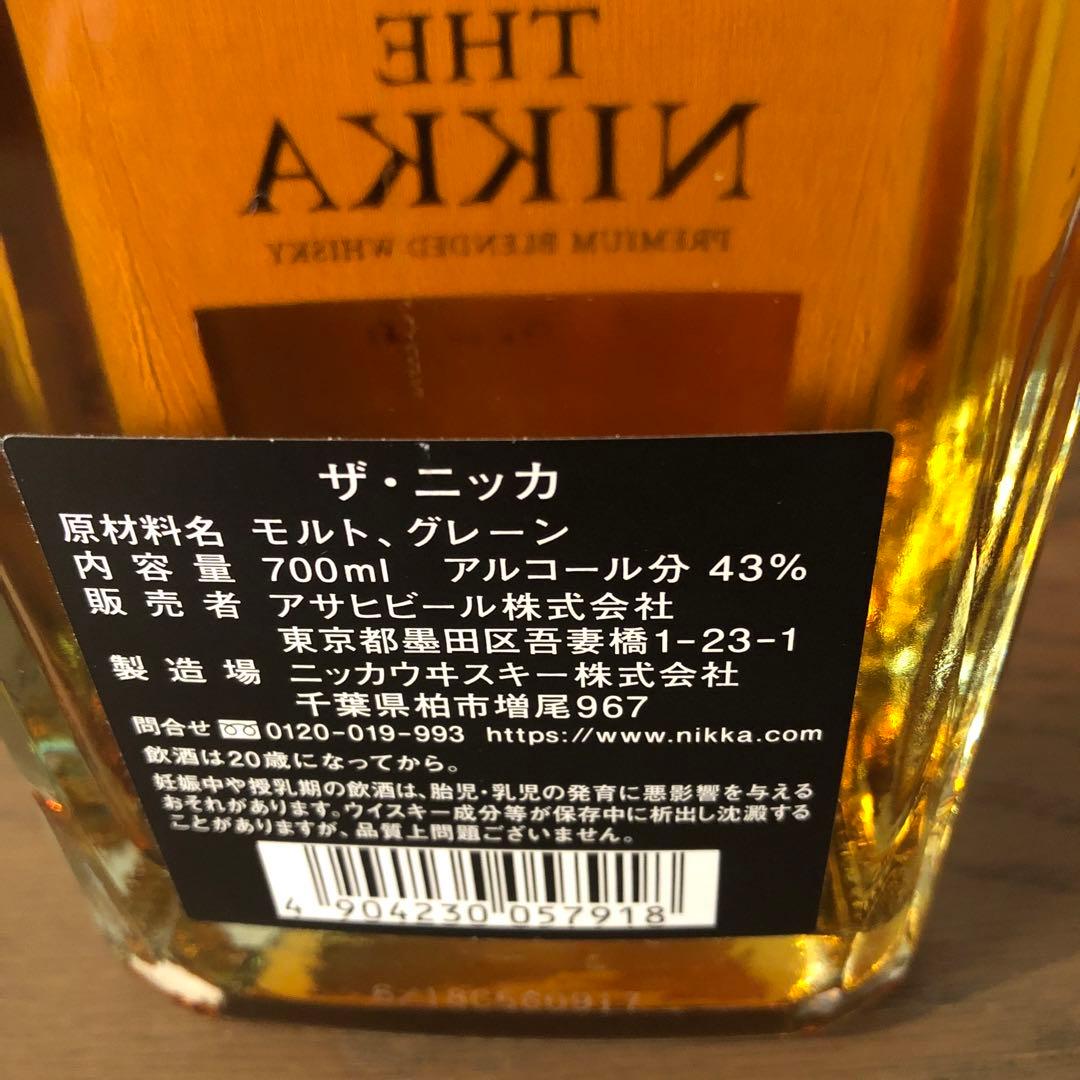 THE
NIKKA
PREMIUM BLENDED WHISKY
ザ・ニッカ
原材料名 モルト、グレーン
内容量 700ml アルコール分 43%
販売者 アサヒビール株式会社
東京都墨田区吾妻橋1-23-1
製造場 ニッカウヰスキー株式会社
千葉県柏市増尾967
問合せ 0120-019-993 https://www.nikka.com
飲酒は20歳になってから。
妊娠中や授乳期の飲酒は、胎児・乳児の発育に悪影響を与える
おそれがあります。ウイスキー成分等が保存中に析出し沈澱する
ことがありますが、品質上問題ございません。
4 904230 057918